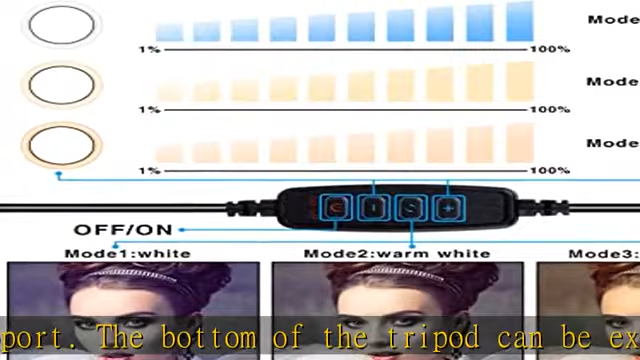 Mode
1% 100%
Mode
1% 100%
Mode
1% 100%
OFF/ON
Mode1:white Mode2:warm white Mode3:
port. The bottom of the tripod can be ex